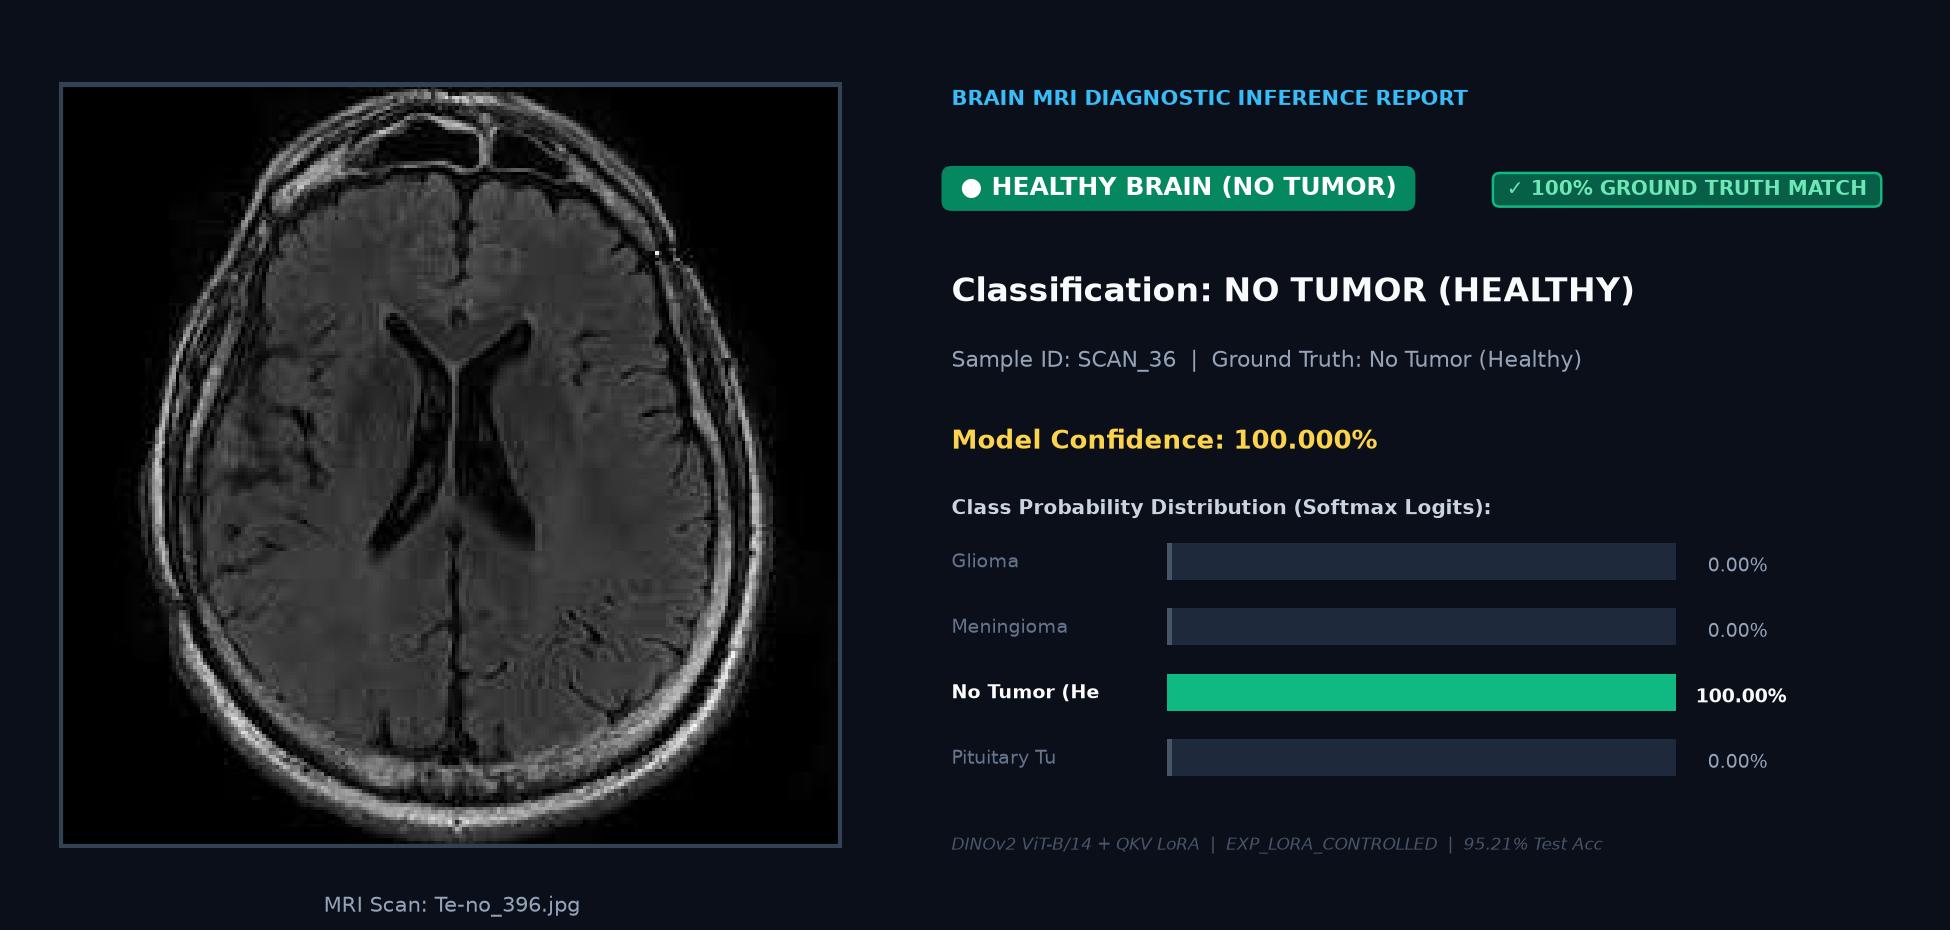 BRAIN MRI DIAGNOSTIC INFERENCE REPORT
● HEALTHY BRAIN (NO TUMOR)
✓ 100% GROUND TRUTH MATCH
Classification: NO TUMOR (HEALTHY)
Sample ID: SCAN_36 | Ground Truth: No Tumor (Healthy)
Model Confidence: 100.000%
Class Probability Distribution (Softmax Logits):
Glioma 0.00%
Meningioma 0.00%
No Tumor (He 100.00%
Pituitary Tu 0.00%
DINOv2 ViT-B/14 + QKV LoRA | EXP_LORA_CONTROLLED | 95.21% Test Acc
MRI Scan: Te-no_396.jpg